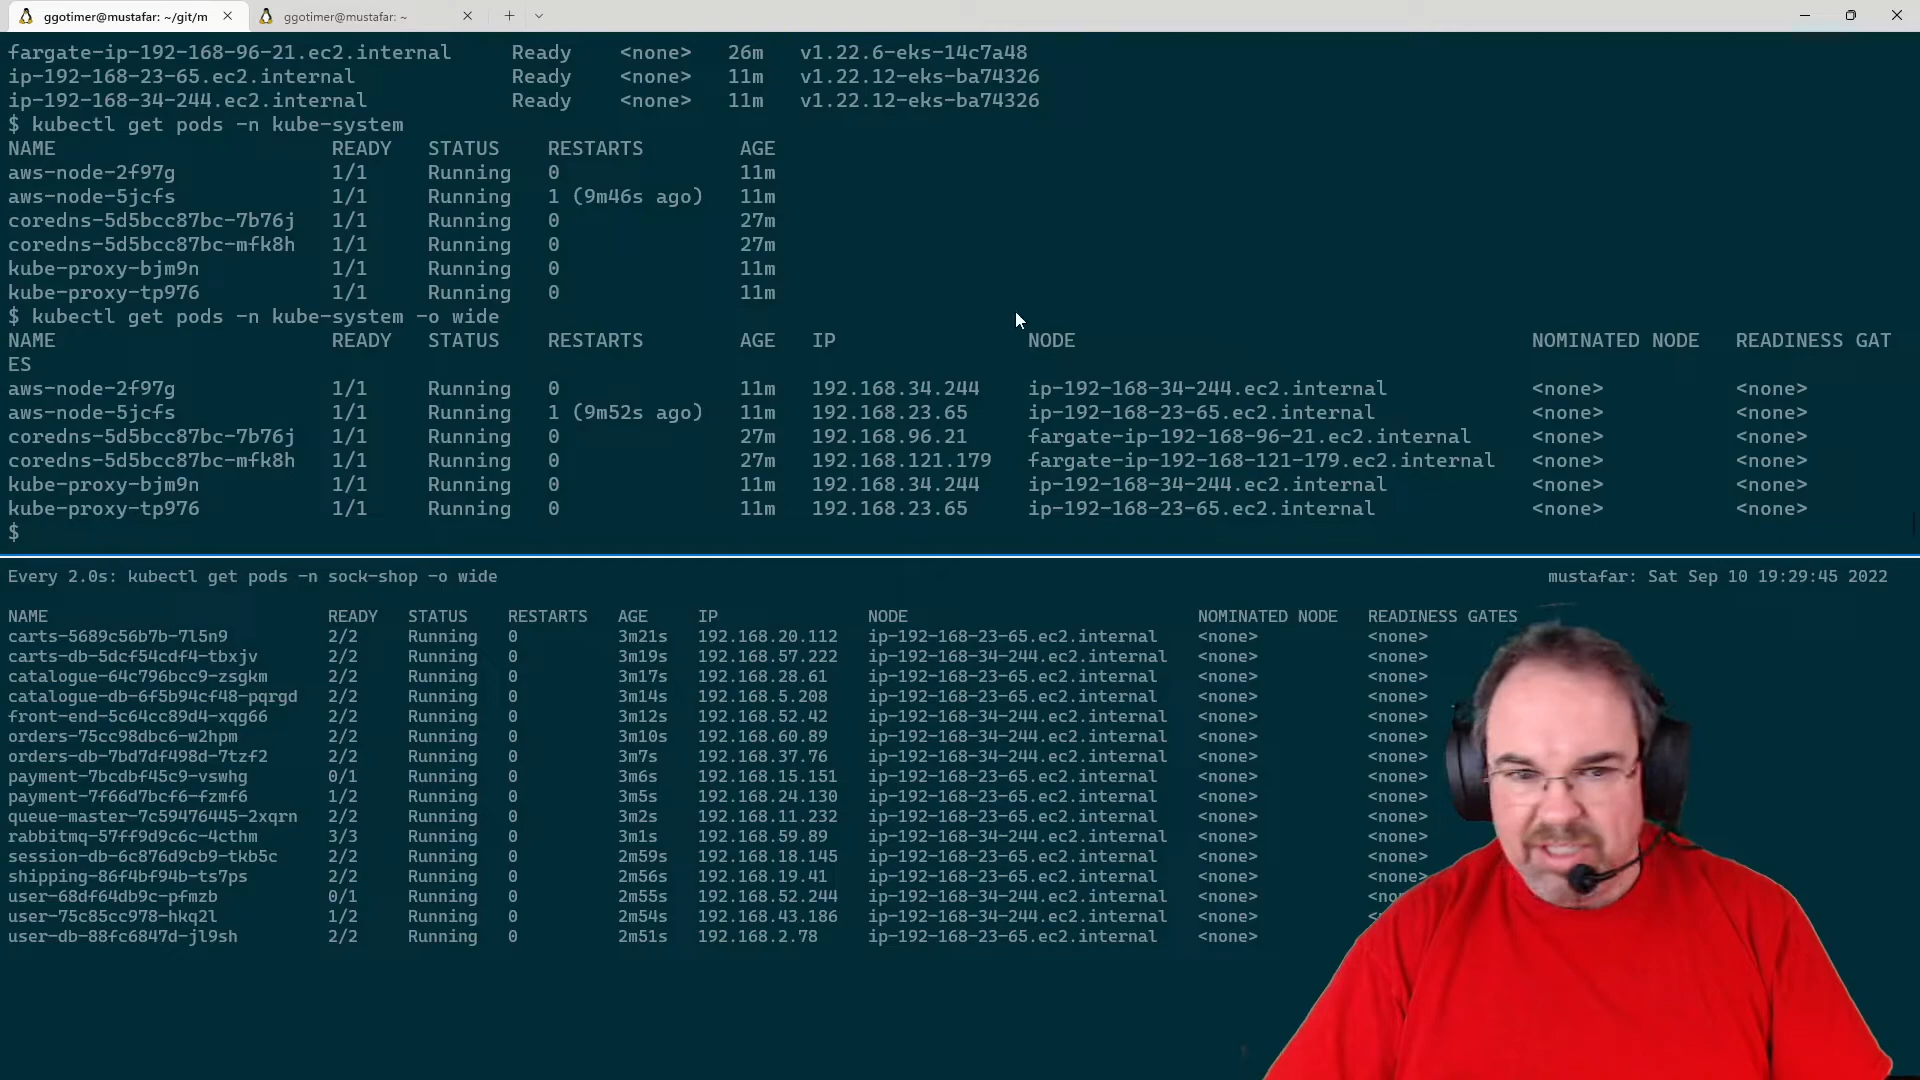 ggotimer@mustafar: ~/git/m
ggotimer@mustafar: ~
fargate-ip-192-168-96-21.ec2.internal Ready <none> 26m v1.22.6-eks-14c7a48
ip-192-168-23-65.ec2.internal Ready <none> 11m v1.22.12-eks-ba74326
ip-192-168-34-244.ec2.internal Ready <none> 11m v1.22.12-eks-ba74326
$ kubectl get pods -n kube-system
NAME READY STATUS RESTARTS AGE
aws-node-2f97g 1/1 Running 0 11m
aws-node-5jcfs 1/1 Running 1 (9m46s ago) 11m
coredns-5d5bcc87bc-7b76j 1/1 Running 0 27m
coredns-5d5bcc87bc-mfk8h 1/1 Running 0 27m
kube-proxy-bjm9n 1/1 Running 0 11m
kube-proxy-tp976 1/1 Running 0 11m
$ kubectl get pods -n kube-system -o wide
NAME READY STATUS RESTARTS AGE IP NODE NOMINATED NODE READINESS GAT
ES
aws-node-2f97g 1/1 Running 0 11m 192.168.34.244 ip-192-168-34-244.ec2.internal <none> <none>
aws-node-5jcfs 1/1 Running 1 (9m52s ago) 11m 192.168.23.65 ip-192-168-23-65.ec2.internal <none> <none>
coredns-5d5bcc87bc-7b76j 1/1 Running 0 27m 192.168.96.21 fargate-ip-192-168-96-21.ec2.internal <none> <none>
coredns-5d5bcc87bc-mfk8h 1/1 Running 0 27m 192.168.121.179 fargate-ip-192-168-121-179.ec2.internal <none> <none>
kube-proxy-bjm9n 1/1 Running 0 11m 192.168.34.244 ip-192-168-34-244.ec2.internal <none> <none>
kube-proxy-tp976 1/1 Running 0 11m 192.168.23.65 ip-192-168-23-65.ec2.internal <none> <none>
$
Every 2.0s: kubectl get pods -n sock-shop -o wide mustafar: Sat Sep 10 19:29:45 2022
NAME READY STATUS RESTARTS AGE IP NODE NOMINATED NODE READINESS GATES
carts-5689c56b7b-7l5n9 2/2 Running 0 3m21s 192.168.20.112 ip-192-168-23-65.ec2.internal <none> <none>
carts-db-5dcf54cdf4-tbxjv 2/2 Running 0 3m19s 192.168.57.222 ip-192-168-34-244.ec2.internal <none> <none>
catalogue-64c796bcc9-zsgkm 2/2 Running 0 3m17s 192.168.28.61 ip-192-168-23-65.ec2.internal <none> <none>
catalogue-db-6f5b94cf48-pqrgd 2/2 Running 0 3m14s 192.168.5.208 ip-192-168-23-65.ec2.internal <none> <none>
front-end-5c64cc89d4-xqg66 2/2 Running 0 3m12s 192.168.52.42 ip-192-168-34-244.ec2.internal <none> <none>
orders-75cc98dbc6-w2hpm 2/2 Running 0 3m10s 192.168.60.89 ip-192-168-34-244.ec2.internal <none> <none>
orders-db-7bd7df498d-7tzf2 2/2 Running 0 3m7s 192.168.37.76 ip-192-168-34-244.ec2.internal <none> <none>
payment-7bcdbf45c9-vswhg 0/1 Running 0 3m6s 192.168.15.151 ip-192-168-23-65.ec2.internal <none> <none>
payment-7f66d7bcf6-fzmf6 1/2 Running 0 3m5s 192.168.24.130 ip-192-168-23-65.ec2.internal <none> <none>
queue-master-7c59476445-2xqrn 2/2 Running 0 3m2s 192.168.11.232 ip-192-168-23-65.ec2.internal <none> <none>
rabbitmq-57ff9d9c6c-4cthm 3/3 Running 0 3m1s 192.168.59.89 ip-192-168-34-244.ec2.internal <none> <none>
session-db-6c876d9cb9-tkb5c 2/2 Running 0 2m59s 192.168.18.145 ip-192-168-23-65.ec2.internal <none> <none>
shipping-86f4bf94b-ts7ps 2/2 Running 0 2m56s 192.168.19.41 ip-192-168-23-65.ec2.internal <none> <none>
user-68df64db9c-pfmzb 0/1 Running 0 2m55s 192.168.52.244 ip-192-168-34-244.ec2.internal <none>
user-75c85cc978-hkq2l 1/2 Running 0 2m54s 192.168.43.186 ip-192-168-34-244.ec2.internal <none>
user-db-88fc6847d-jl9sh 2/2 Running 0 2m51s 192.168.2.78 ip-192-168-23-65.ec2.internal <none>